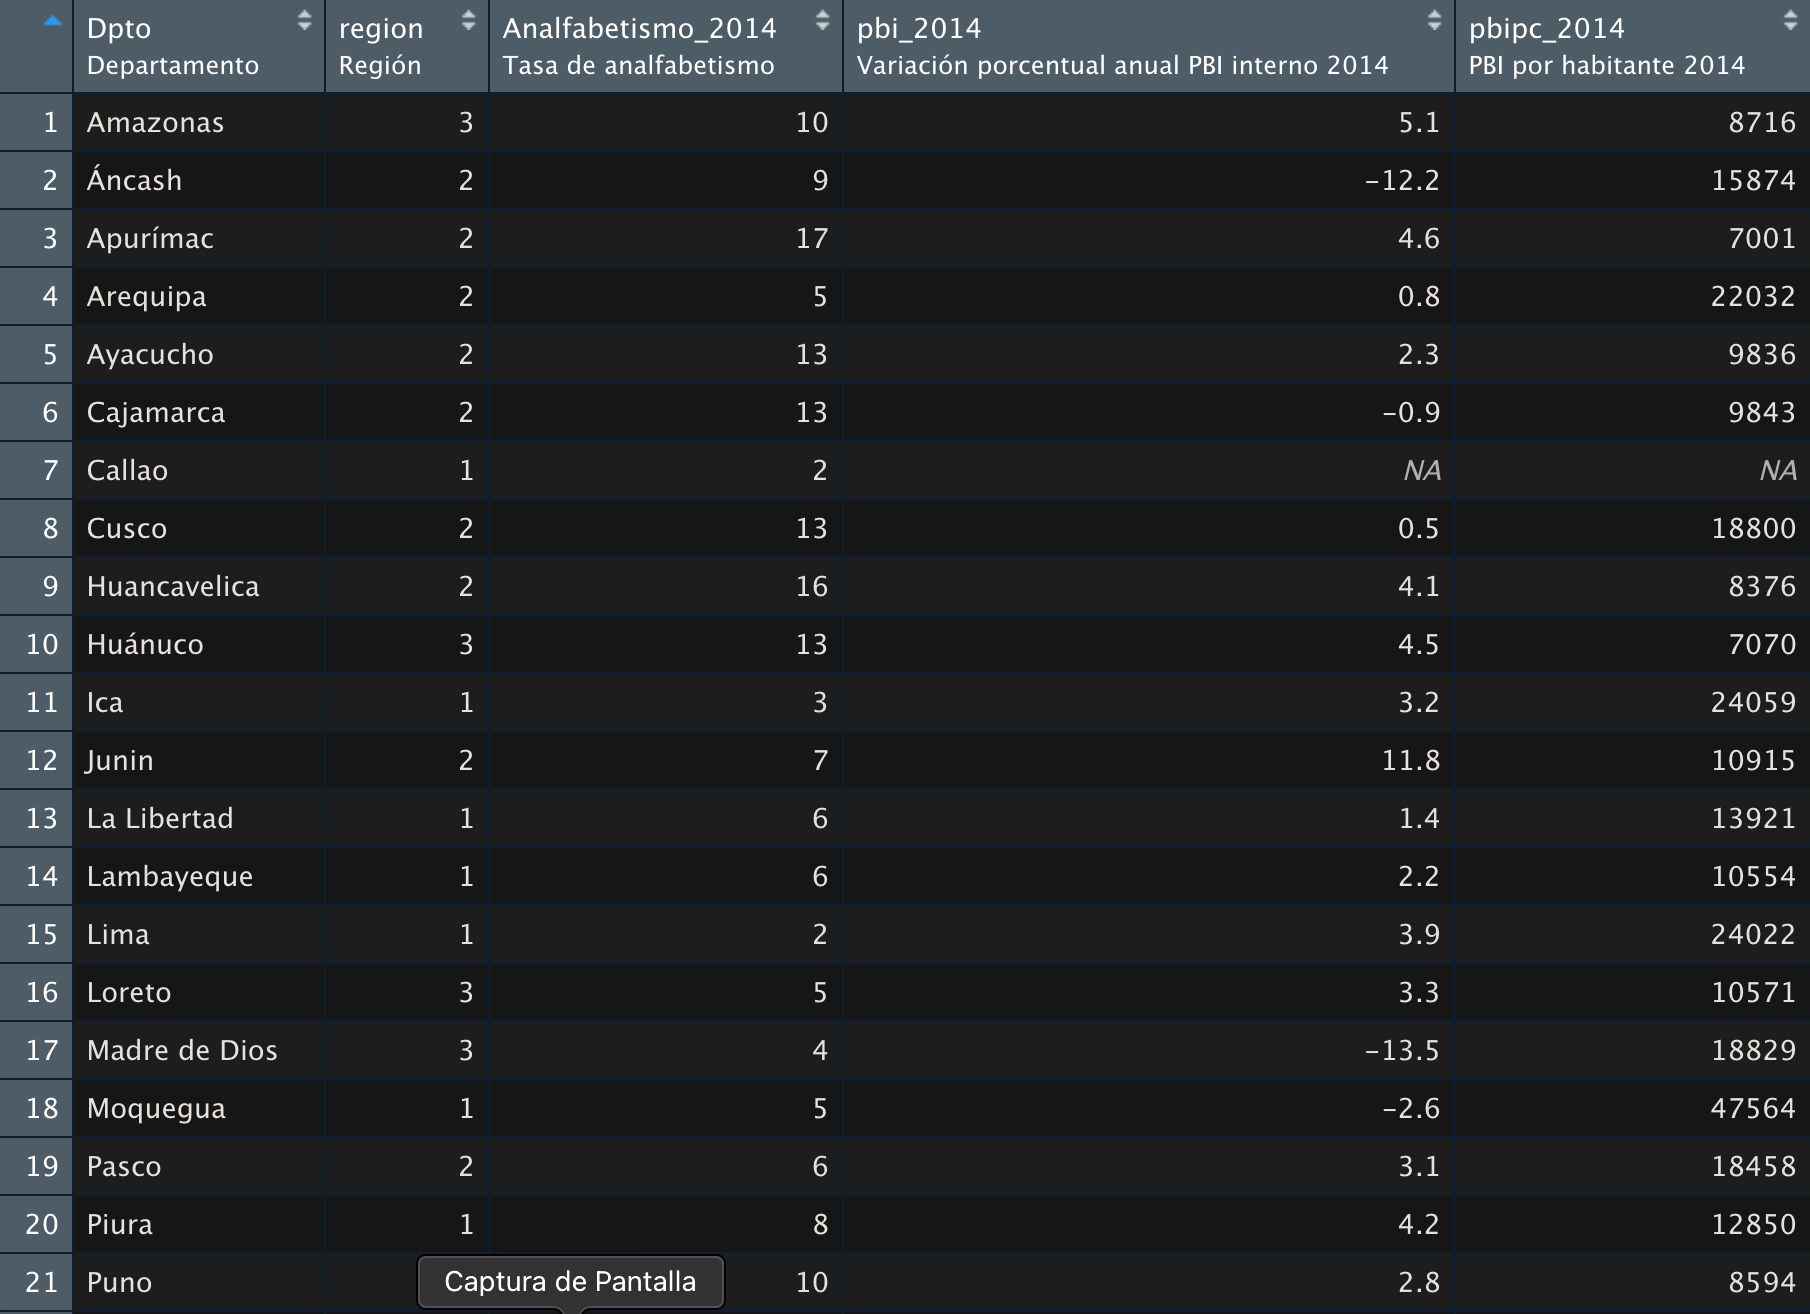 Dpto region Analfabetismo_2014 pbi_2014 pbipc_2014
Departamento Región Tasa de analfabetismo Variación porcentual anual PBI interno 2014 PBI por habitante 2014
1 Amazonas 3 10 5.1 8716
2 Áncash 2 9 -12.2 15874
3 Apurímac 2 17 4.6 7001
4 Arequipa 2 5 0.8 22032
5 Ayacucho 2 13 2.3 9836
6 Cajamarca 2 13 -0.9 9843
7 Callao 1 2 NA NA
8 Cusco 2 13 0.5 18800
9 Huancavelica 2 16 4.1 8376
10 Huánuco 3 13 4.5 7070
11 Ica 1 3 3.2 24059
12 Junin 2 7 11.8 10915
13 La Libertad 1 6 1.4 13921
14 Lambayeque 1 6 2.2 10554
15 Lima 1 2 3.9 24022
16 Loreto 3 5 3.3 10571
17 Madre de Dios 3 4 -13.5 18829
18 Moquegua 1 5 -2.6 47564
19 Pasco 2 6 3.1 18458
20 Piura 1 8 4.2 12850
21 Puno Captura de Pantalla 10 2.8 8594